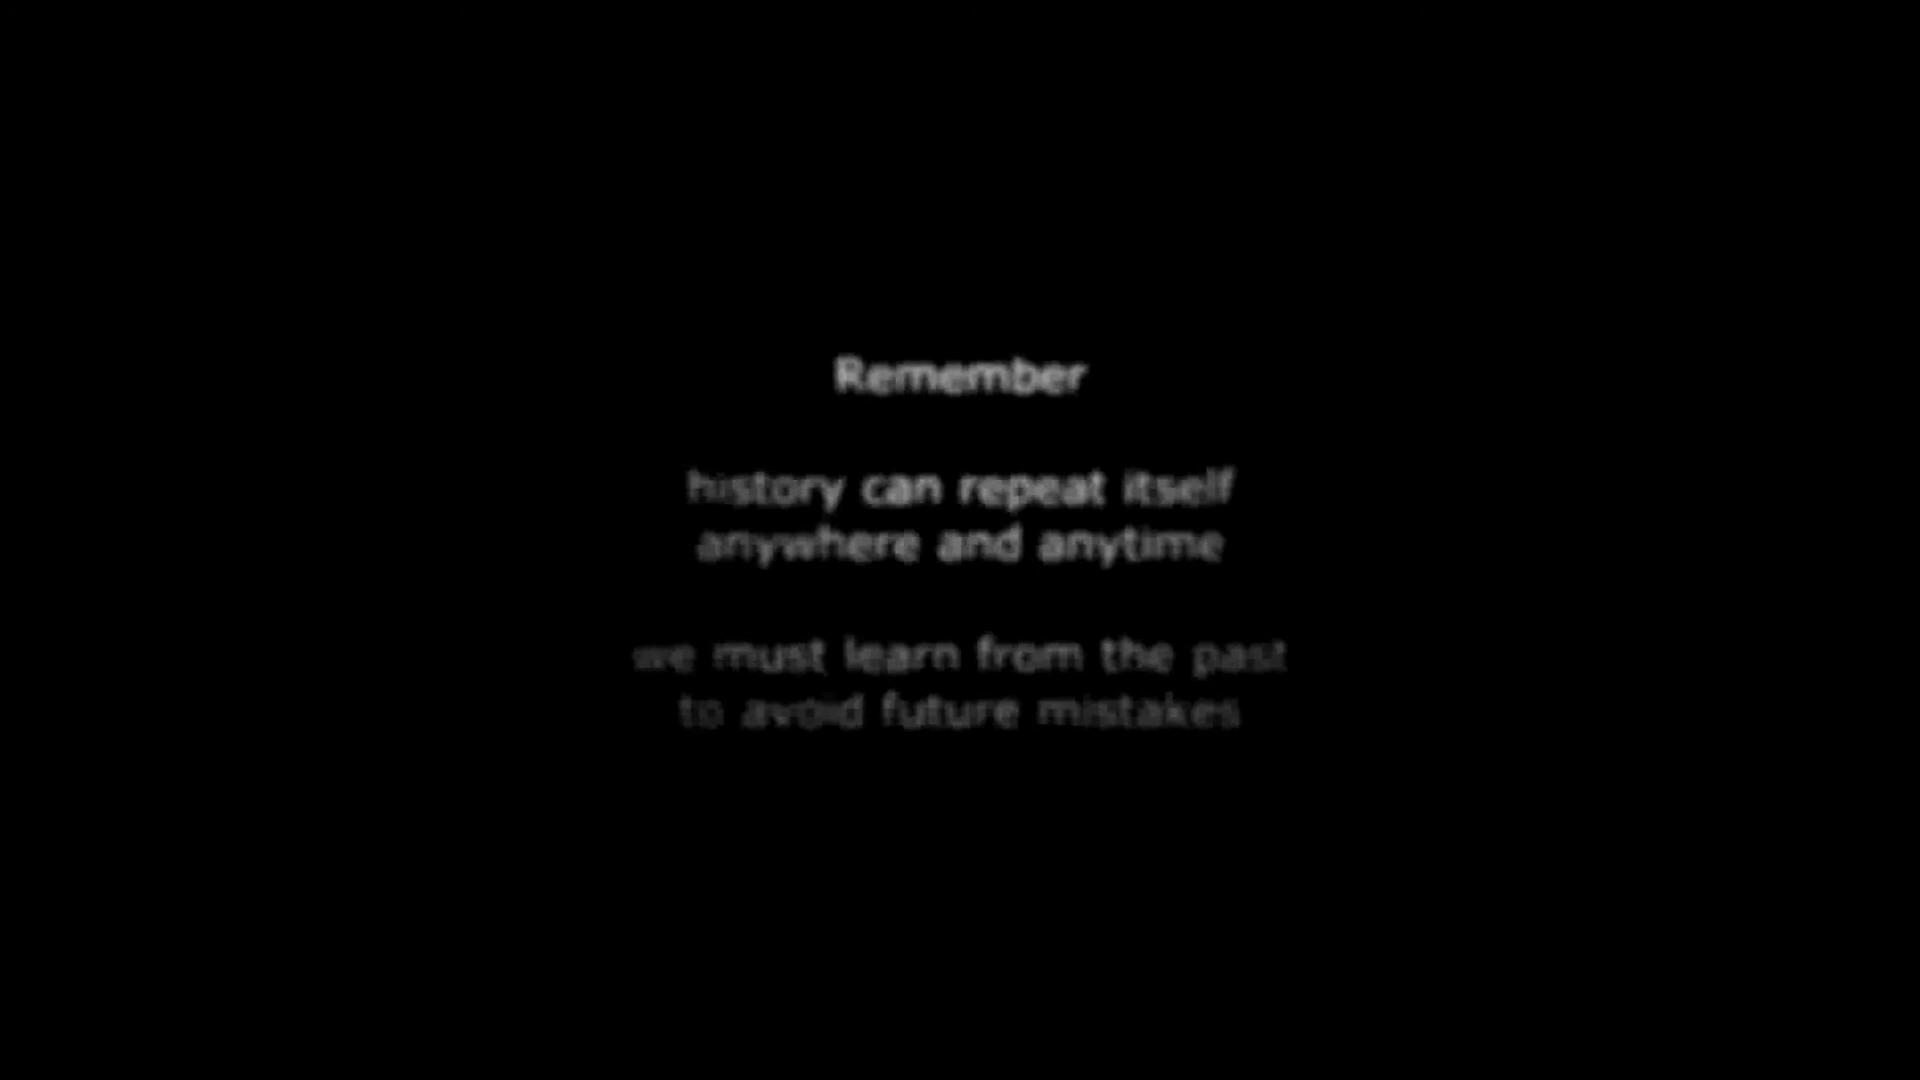 Remember
history can repeat itself
anywhere and anytime
we must learn from the past
to avoid future mistakes